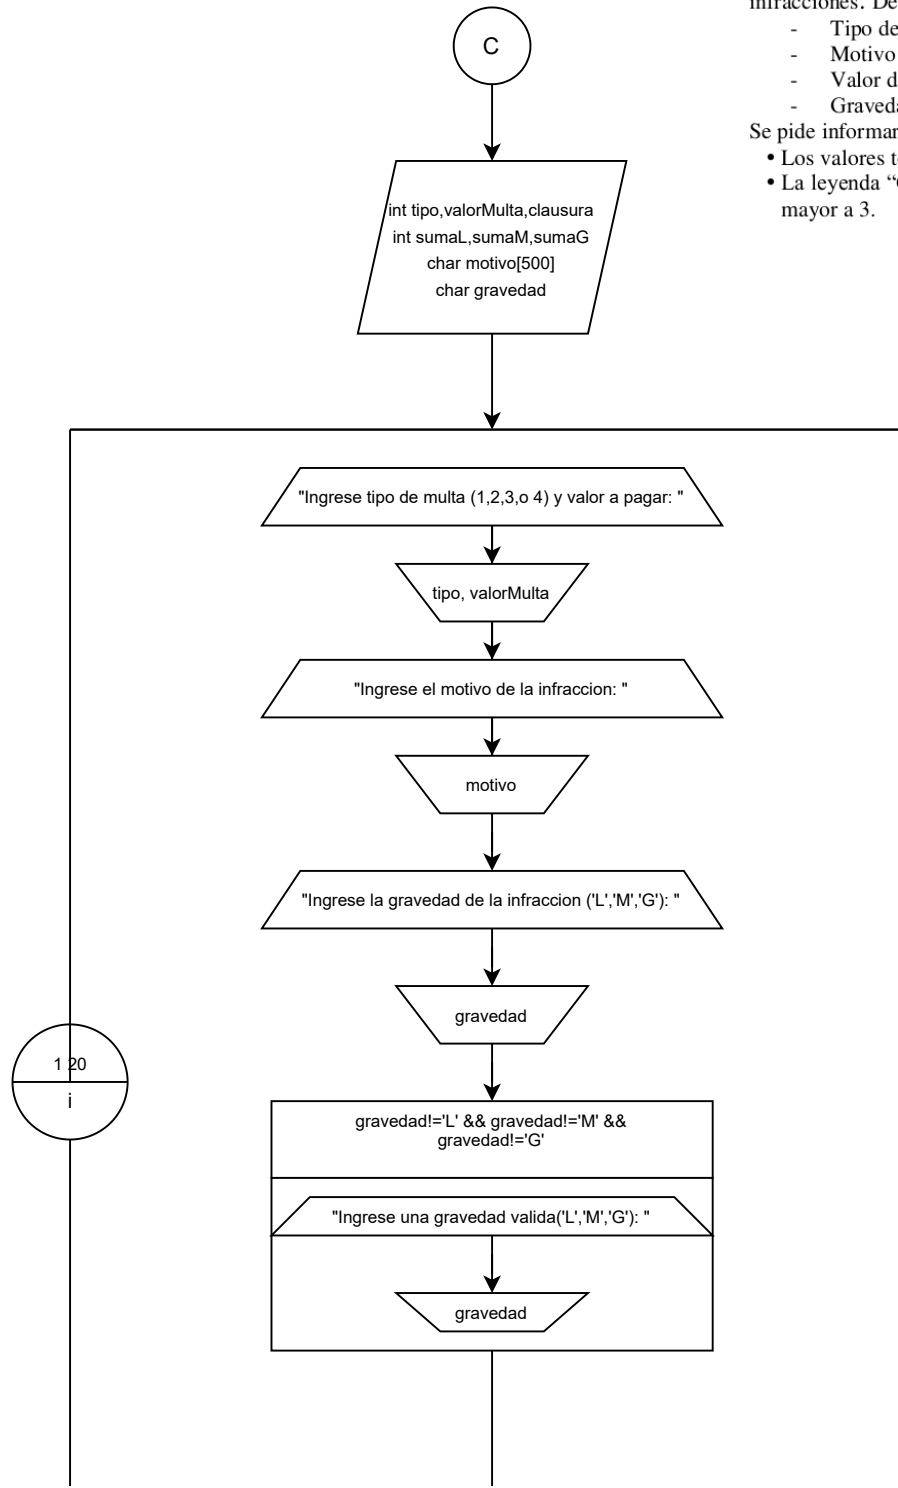 infracciones. De
- Tipo de
- Motivo
- Valor d
- Graveda
Se pide informar
• Los valores t
• La leyenda “
mayor a 3.
C
int tipo,valorMulta,clausura
int sumaL,sumaM,sumaG
char motivo[500]
char gravedad
"Ingrese tipo de multa (1,2,3,o 4) y valor a pagar: "
tipo, valorMulta
"Ingrese el motivo de la infraccion: "
motivo
"Ingrese la gravedad de la infraccion ('L','M','G'): "
gravedad
1 20
i
gravedad!='L' && gravedad!='M' &&
gravedad!='G'
"Ingrese una gravedad valida('L','M','G'): "
gravedad